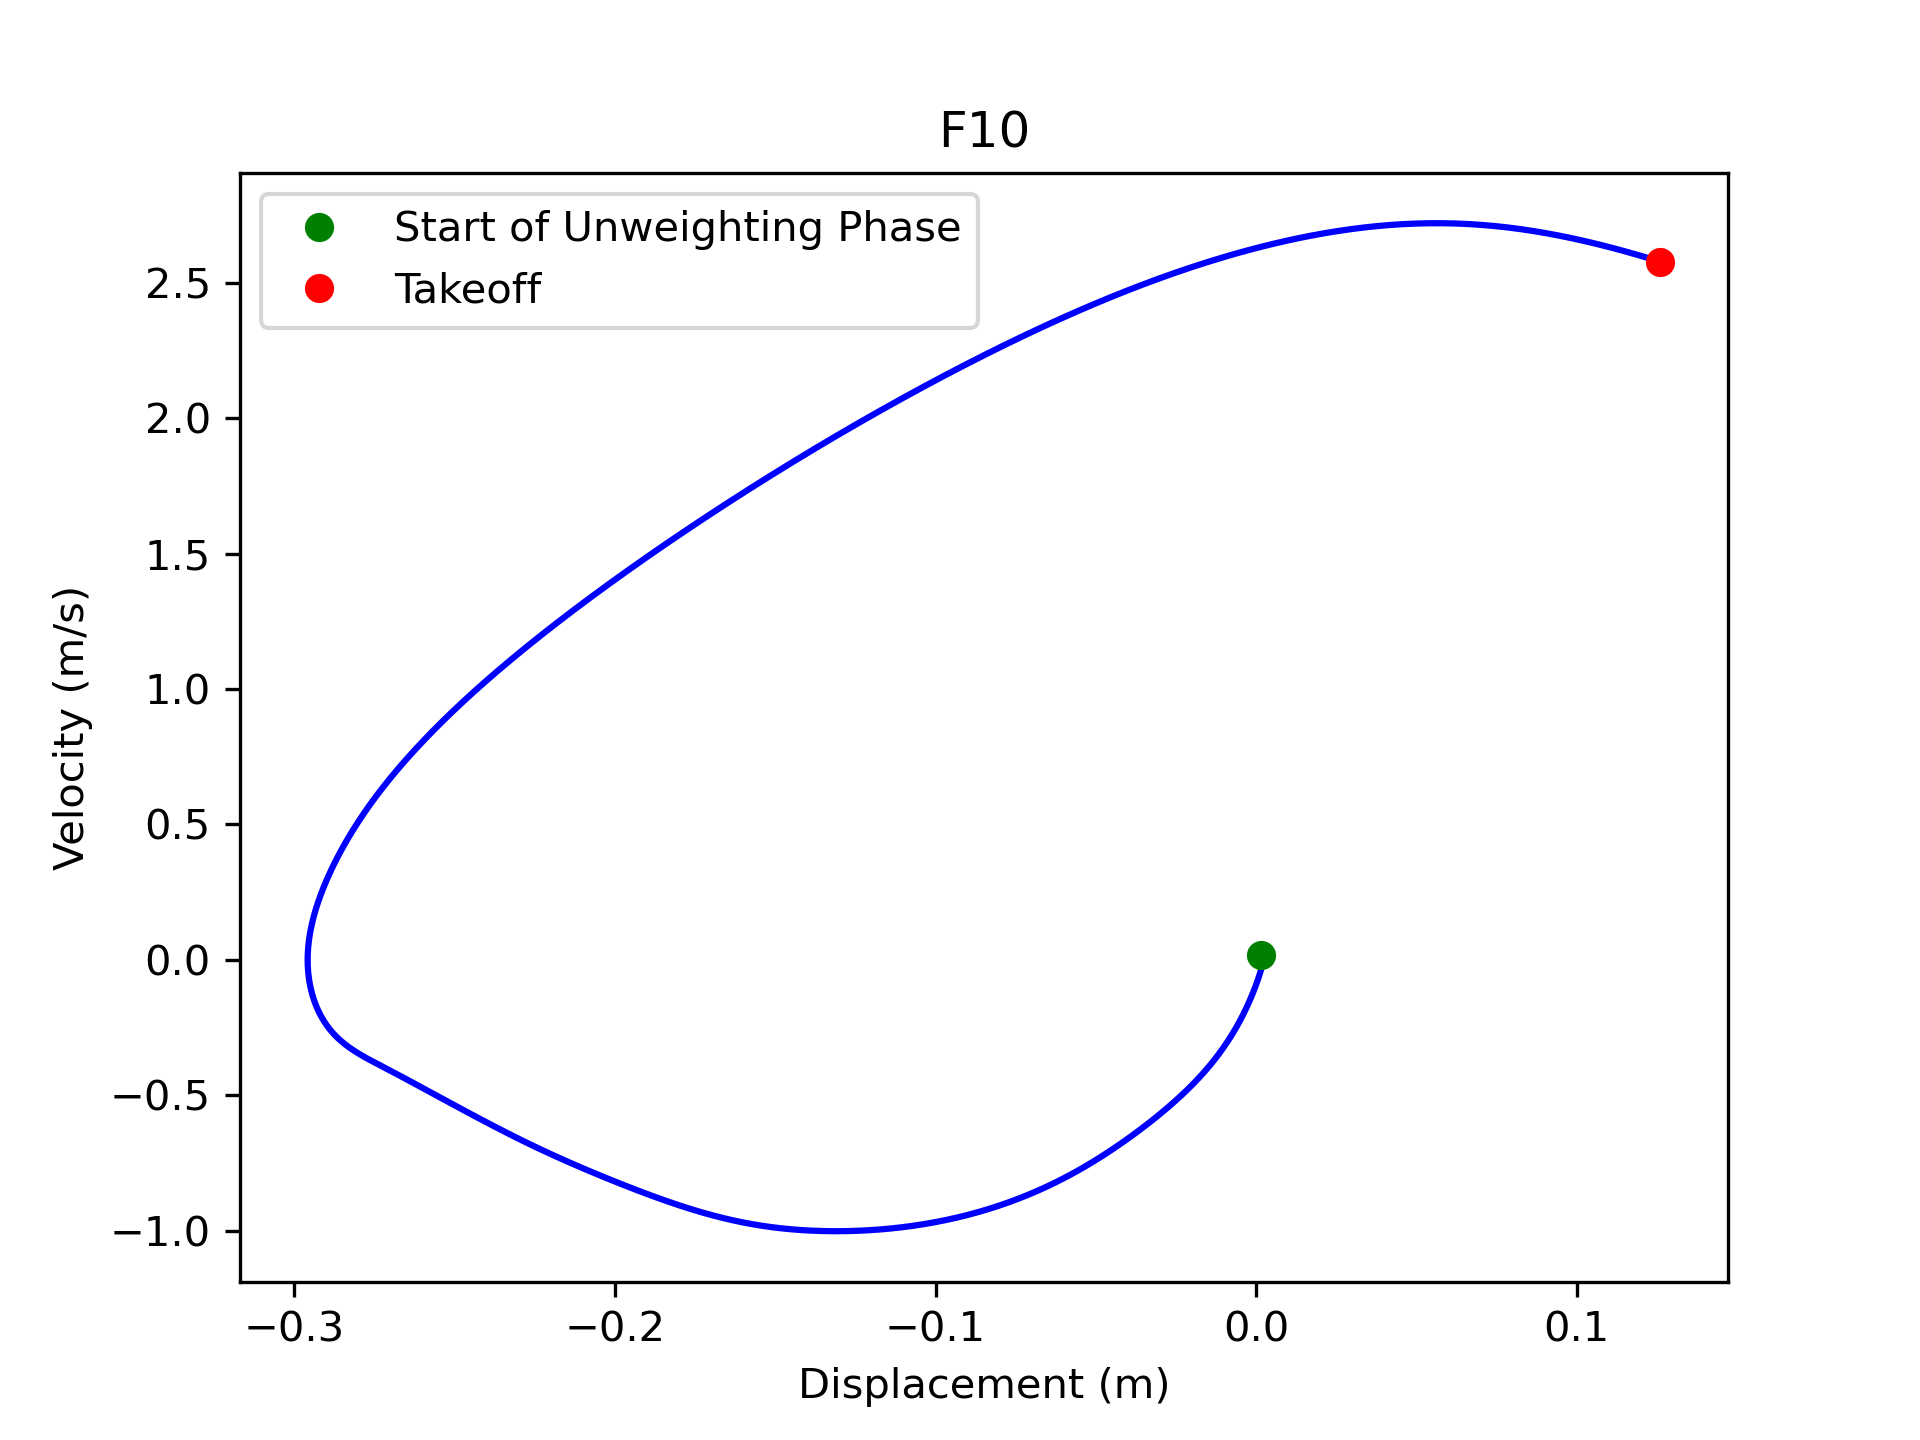 F10
Start of Unweighting Phase
Takeoff
2.5
2.0
1.5
1.0
0.5
0.0
−0.5
−1.0
Velocity (m/s)
−0.3 −0.2 −0.1 0.0 0.1
Displacement (m)